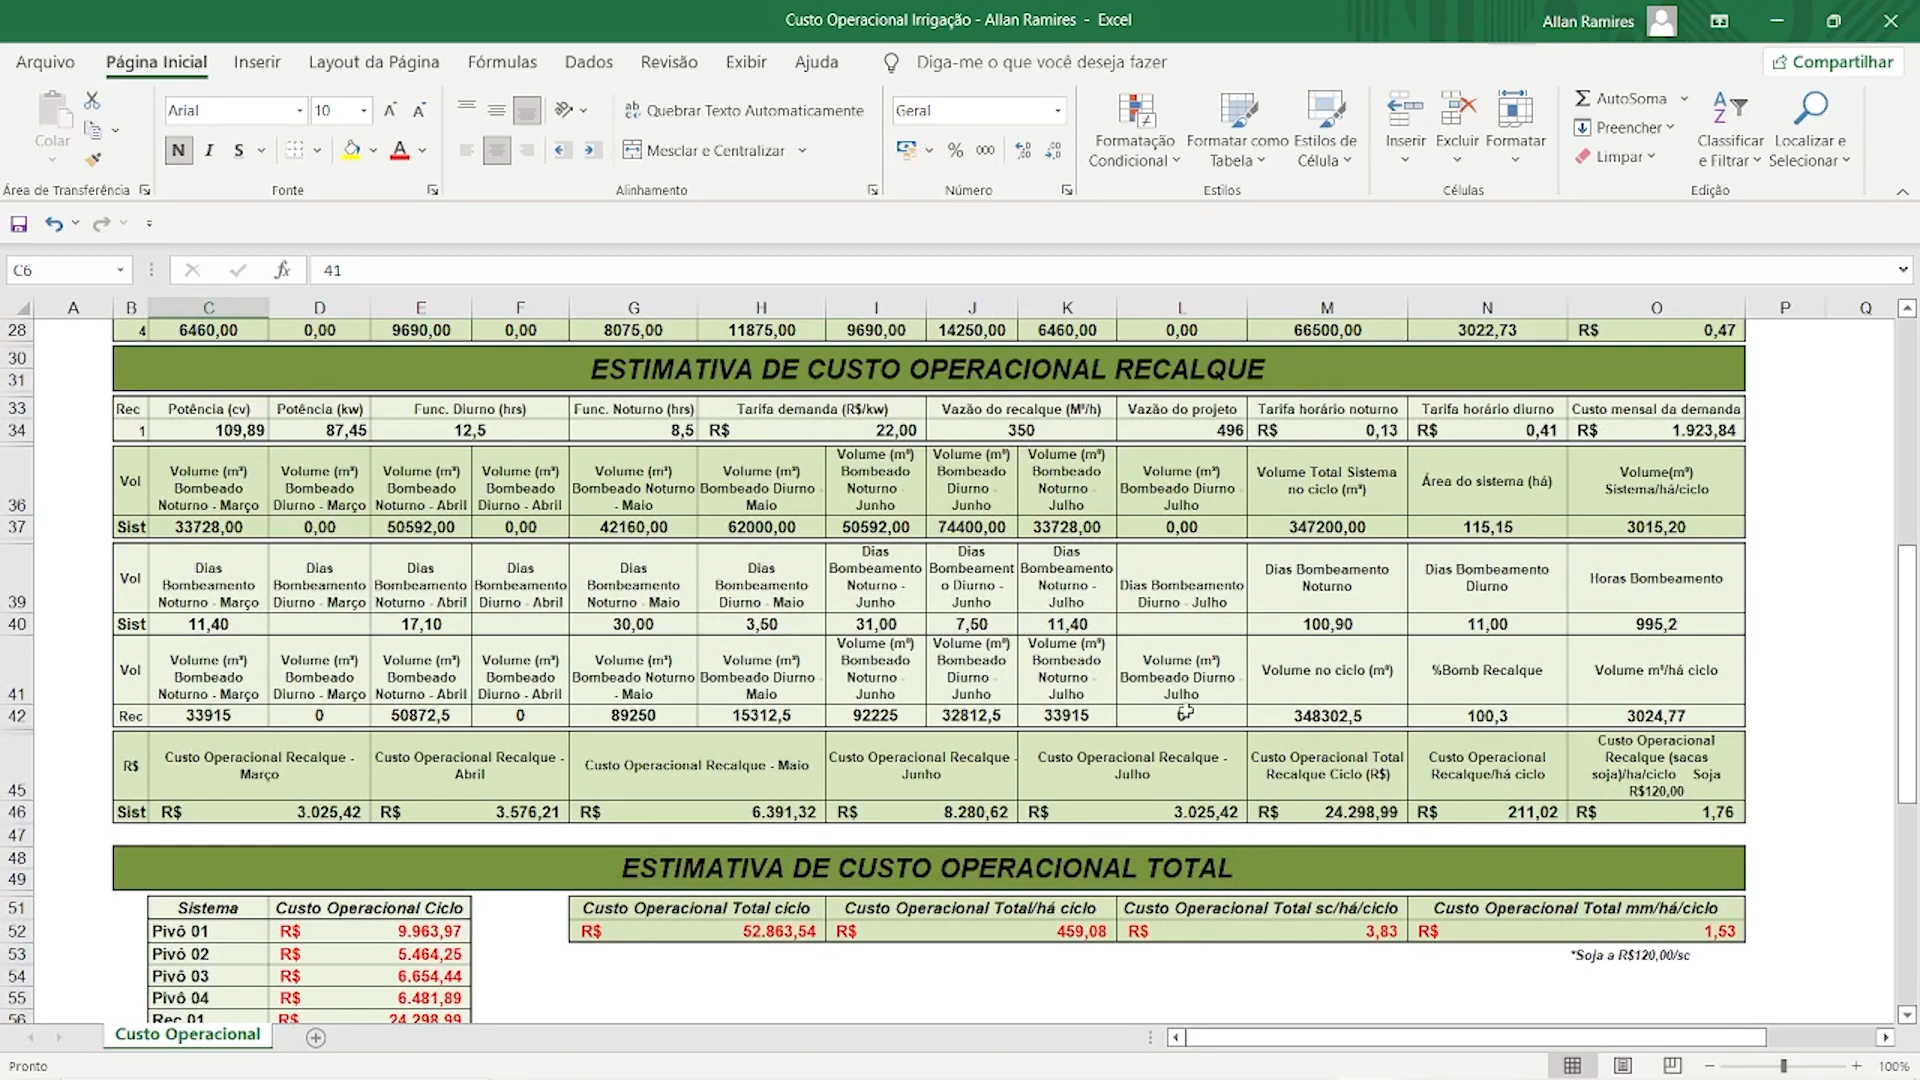 Custo Operacional Irrigação - Allan Ramires - Excel
Allan Ramires
Arquivo Página Inicial Inserir Layout da Página Fórmulas Dados Revisão Exibir Ajuda Diga-me o que você deseja fazer Compartilhar
Colar
Arial 10
N I S
Quebrar Texto Automaticamente
Mesclar e Centralizar
Geral
% 000
Formatação Condicional
Formatar como Tabela
Estilos de Célula
Inserir Excluir Formatar
AutoSoma
Preencher
Limpar
Classificar e Filtrar
Localizar e Selecionar
Área de Transferência Fonte Alinhamento Número Estilos Células Edição
C6 fx 41
A B C D E F G H I J K L M N O P Q
28 4 6460,00 0,00 9690,00 0,00 8075,00 11875,00 9690,00 14250,00 6460,00 0,00 66500,00 3022,73 R$ 0,47
30
31
ESTIMATIVA DE CUSTO OPERACIONAL RECALQUE
33 Rec Potência (cv) Potência (kw) Func. Diurno (hrs) Func. Noturno (hrs) Tarifa demanda (R$/kw) Vazão do recalque (M³/h) Vazão do projeto Tarifa horário noturno Tarifa horário diurno Custo mensal da demanda
34 1 109,89 87,45 12,5 8,5 R$ 22,00 350 496 R$ 0,13 R$ 0,41 R$ 1.923,84
36 Vol Volume (m³) Bombeado Noturno - Março Volume (m³) Bombeado Diurno - Março Volume (m³) Bombeado Noturno - Abril Volume (m³) Bombeado Diurno - Abril Volume (m³) Bombeado Noturno - Maio Volume (m³) Bombeado Diurno - Maio Volume (m³) Bombeado Noturno - Junho Volume (m³) Bombeado Diurno - Junho Volume (m³) Bombeado Noturno - Julho Volume (m³) Bombeado Diurno - Julho Volume Total Sistema no ciclo (m³) Área do sistema (há) Volume(m³) Sistema/há/ciclo
37 Sist 33728,00 0,00 50592,00 0,00 42160,00 62000,00 50592,00 74400,00 33728,00 0,00 347200,00 115,15 3015,20
39 Vol Dias Bombeamento Noturno - Março Dias Bombeamento Diurno - Março Dias Bombeamento Noturno - Abril Dias Bombeamento Diurno - Abril Dias Bombeamento Noturno - Maio Dias Bombeamento Diurno - Maio Dias Bombeamento Noturno - Junho Dias Bombeamento Diurno - Junho Dias Bombeamento Noturno - Julho Dias Bombeamento Diurno - Julho Dias Bombeamento Noturno Dias Bombeamento Diurno Horas Bombeamento
40 Sist 11,40 17,10 30,00 3,50 31,00 7,50 11,40 100,90 11,00 995,2
41 Vol Volume (m³) Bombeado Noturno - Março Volume (m³) Bombeado Diurno - Março Volume (m³) Bombeado Noturno - Abril Volume (m³) Bombeado Diurno - Abril Volume (m³) Bombeado Noturno - Maio Volume (m³) Bombeado Diurno - Maio Volume (m³) Bombeado Noturno - Junho Volume (m³) Bombeado Diurno - Junho Volume (m³) Bombeado Noturno - Julho Volume (m³) Bombeado Diurno - Julho Volume no ciclo (m³) %Bomb Recalque Volume m³/há ciclo
42 Rec 33915 0 50872,5 0 89250 15312,5 92225 32812,5 33915 348302,5 100,3 3024,77
45 R$ Custo Operacional Recalque - Março Custo Operacional Recalque - Abril Custo Operacional Recalque - Maio Custo Operacional Recalque - Junho Custo Operacional Recalque - Julho Custo Operacional Total Recalque Ciclo (R$) Custo Operacional Recalque/há ciclo Custo Operacional Recalque (sacas soja)/ha/ciclo Soja R$120,00
46 Sist R$ 3.025,42 R$ 3.576,21 R$ 6.391,32 R$ 8.280,62 R$ 3.025,42 R$ 24.298,99 R$ 211,02 R$ 1,76
47
48
49
ESTIMATIVA DE CUSTO OPERACIONAL TOTAL
51 Sistema Custo Operacional Ciclo Custo Operacional Total ciclo Custo Operacional Total/há ciclo Custo Operacional Total sc/há/ciclo Custo Operacional Total mm/há/ciclo
52 Pivô 01 R$ 9.963,97 R$ 52.863,54 R$ 459,08 R$ 3,83 R$ 1,53
53 Pivô 02 R$ 5.464,25 *Soja a R$120,00/sc
54 Pivô 03 R$ 6.654,44
55 Pivô 04 R$ 6.481,89
56 Rec 01 R$ 24.298,99
Custo Operacional
Pronto 100%